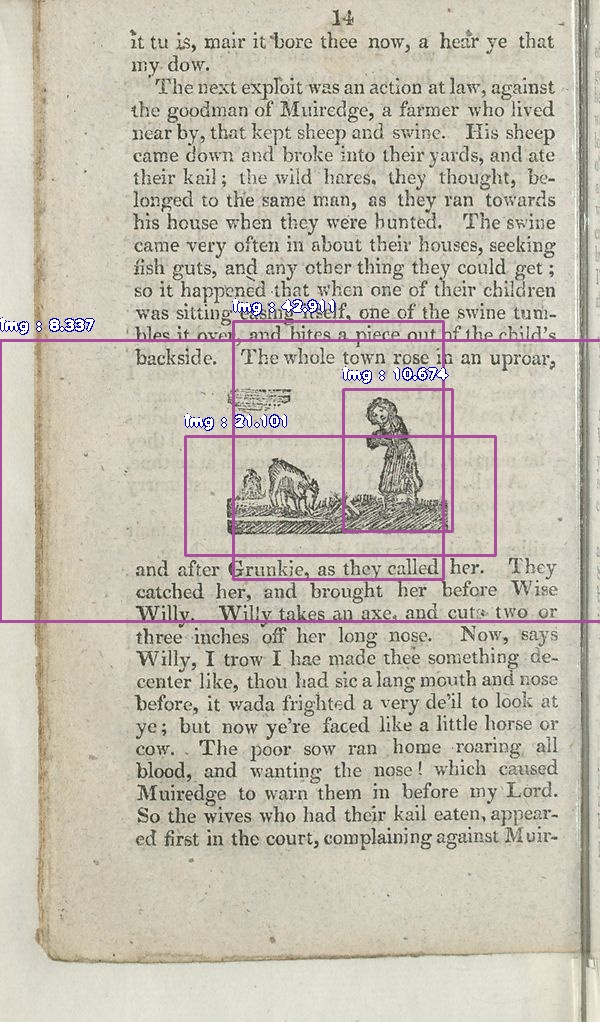 14
it tu is, mair it bore thee now, a hear ye that
my dow.
The next exploit was an action at law, against
the goodman of Muiredge, a farmer who lived
near by, that kept sheep and swine. His sheep
came down and broke into their yards, and ate
their kail; the wild hares, they thought, be-
longed to the same man, as they ran towards
his house when they were hunted. The swine
came very often in about their houses, seeking
fish guts, and any other thing they could get;
so it happened that when one of their children
img : 42.911
was sitting easing itself, one of the swine tum-
img : 8.337
bles it over, and bites a piece out of the child's
backside. The whole town rose in an uproar,
img : 10.674
img : 21.101
and after Grunkie, as they called her. They
catched her, and brought her before Wise
Willy. Willy takes an axe, and cuts two or
three inches off her long nose. Now, says
Willy, I trow I hae made thee something de-
center like, thou had sic a lang mouth and nose
before, it wada frighted a very de'il to look at
ye; but now ye're faced like a little horse or
cow. The poor sow ran home roaring all
blood, and wanting the nose! which caused
Muiredge to warn them in before my Lord.
So the wives who had their kail eaten, appear-
ed first in the court, complaining against Muir-